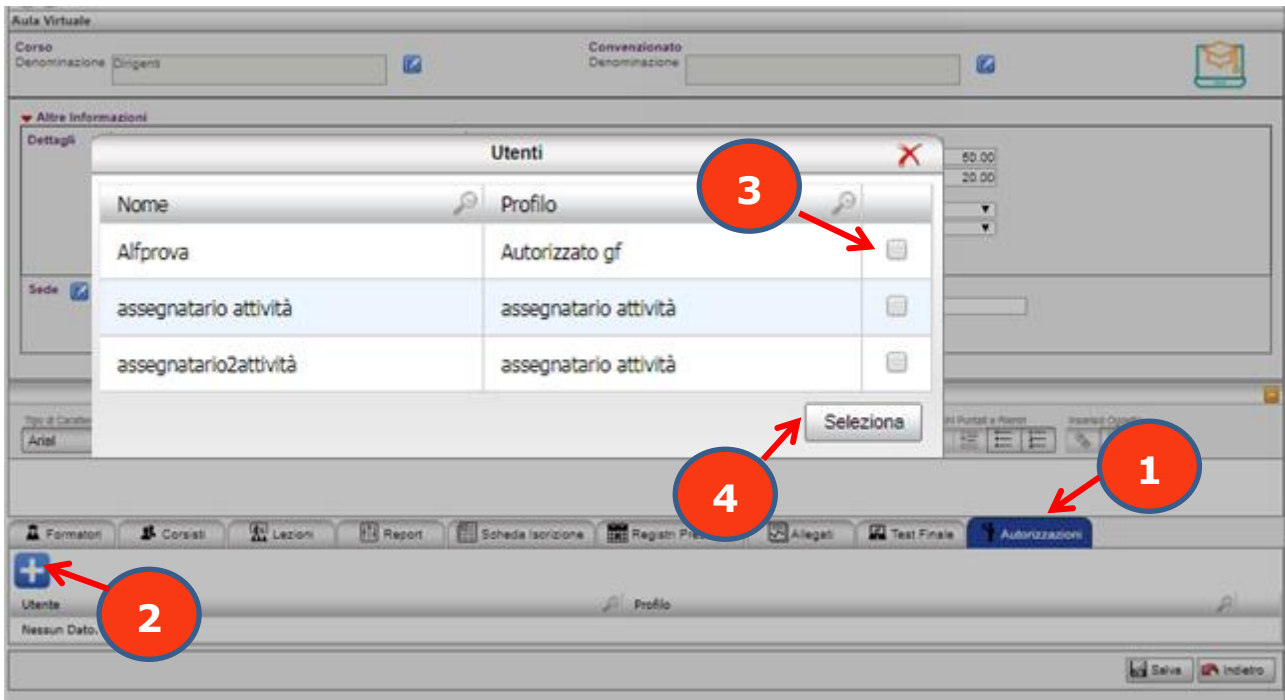 Aula Virtuale
Corso
Denominazione Dirigenti
Convenzionato
Denominazione
Altre Informazioni
Dettagli
60.00
20.00
Sede
Utenti
Nome Profilo
Alfprova Autorizzato gf
assegnatario attività assegnatario attività
assegnatario2attività assegnatario attività
Seleziona
3
4
1
2
Arial
Formatori Corsisti Lezioni Report Scheda Iscrizione Registri Allegati Test Finale Autorizzazioni
Utente Profilo
Nessun Dato.
Salva Indietro